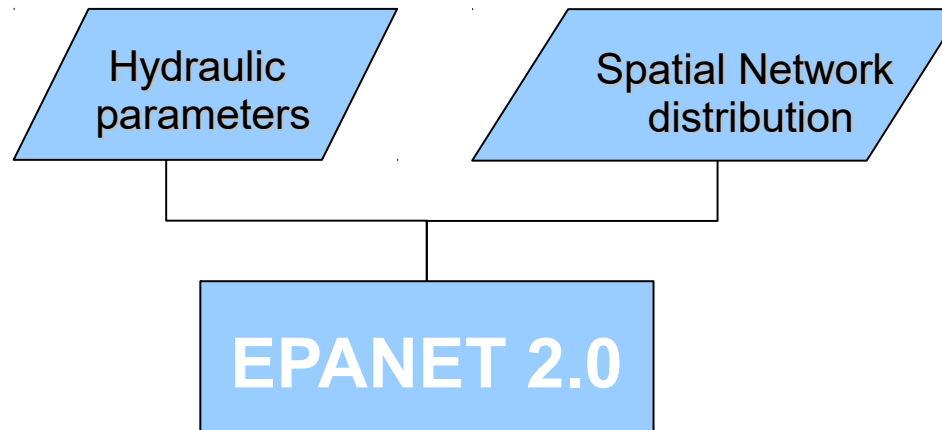 Hydraulic
parameters
Spatial Network
distribution
EPANET 2.0